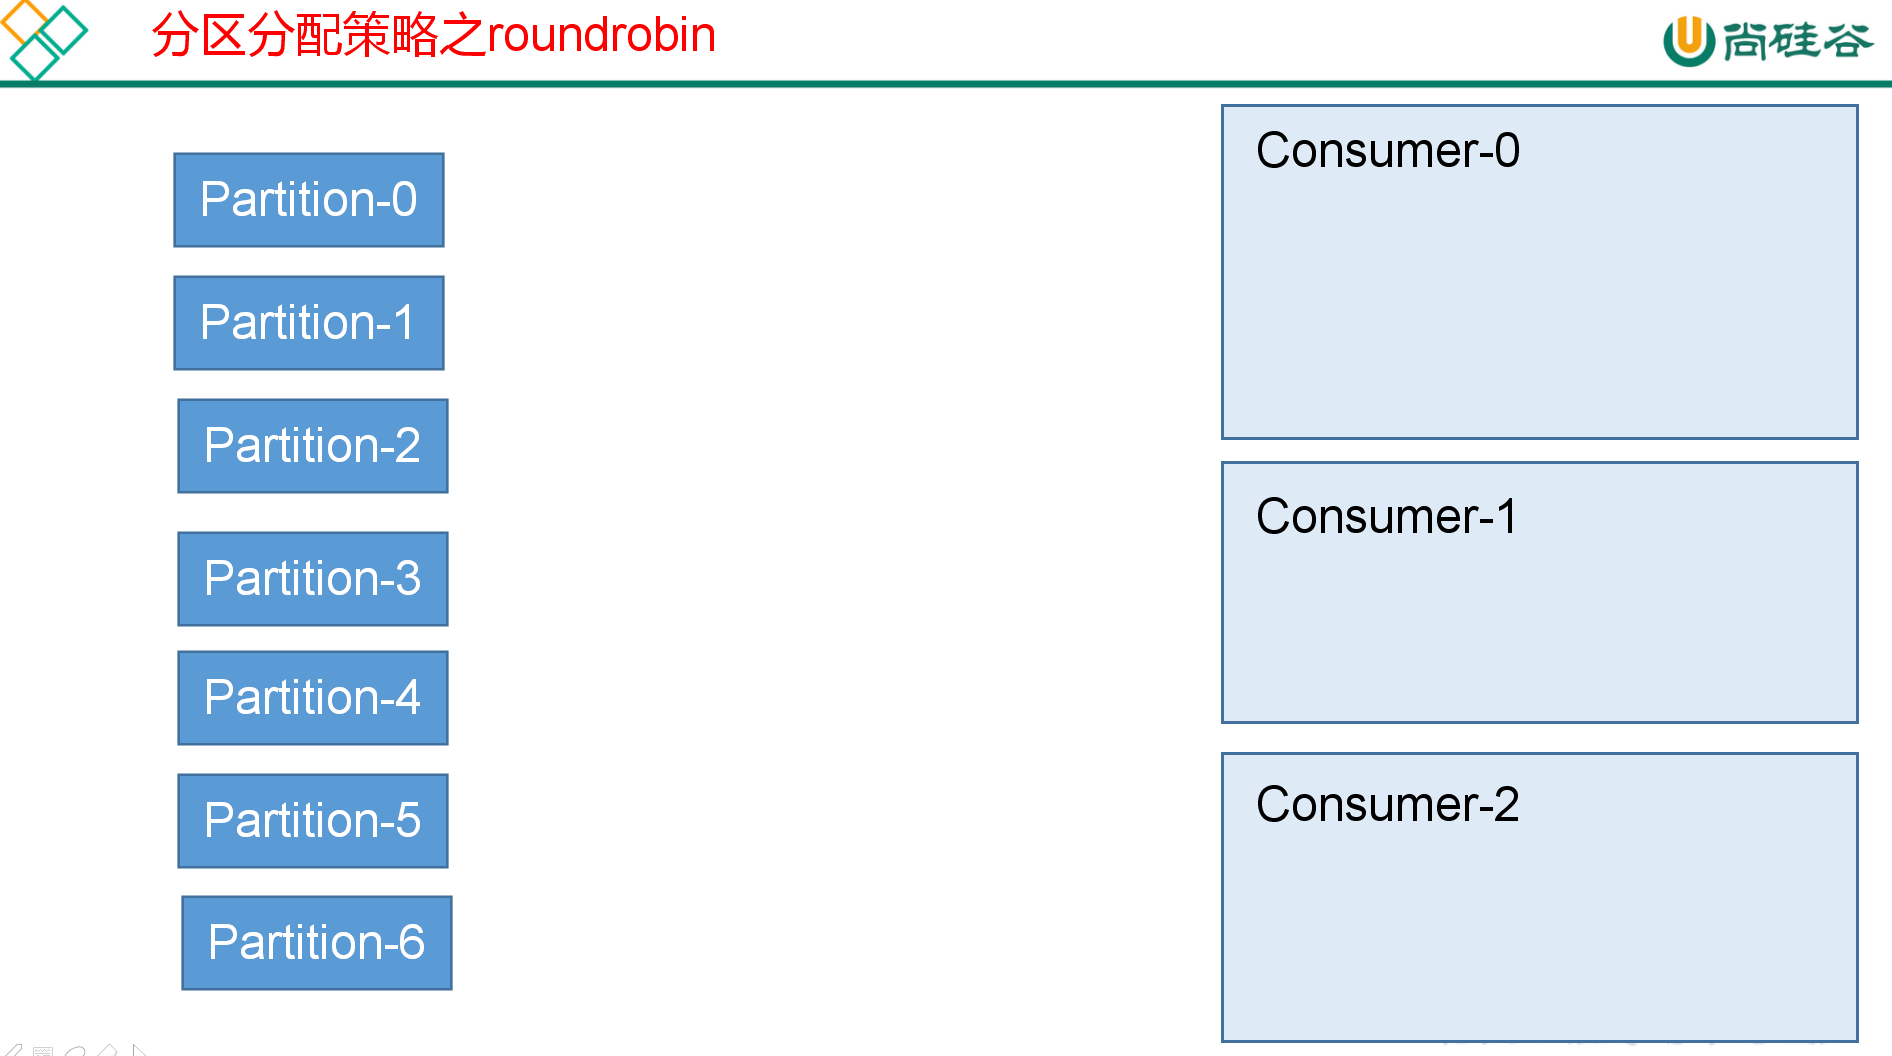 分区分配策略之roundrobin
尚硅谷
Partition-0
Partition-1
Partition-2
Partition-3
Partition-4
Partition-5
Partition-6
Consumer-0
Consumer-1
Consumer-2